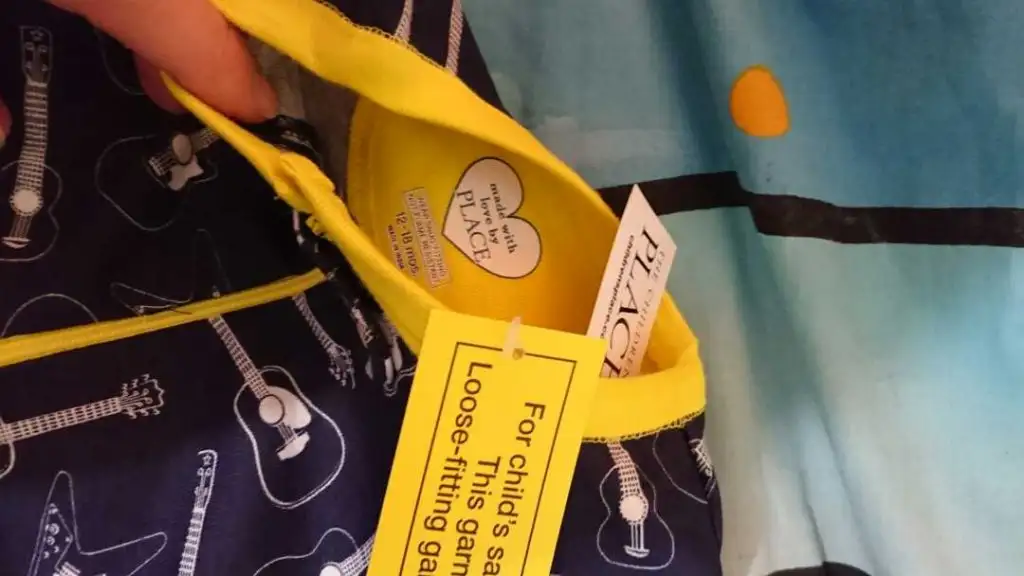 made with
love by
PLACE
12-18 mos
THE CHILDREN'S
PLACE
For child's sa
This garm
Loose-fitting ga